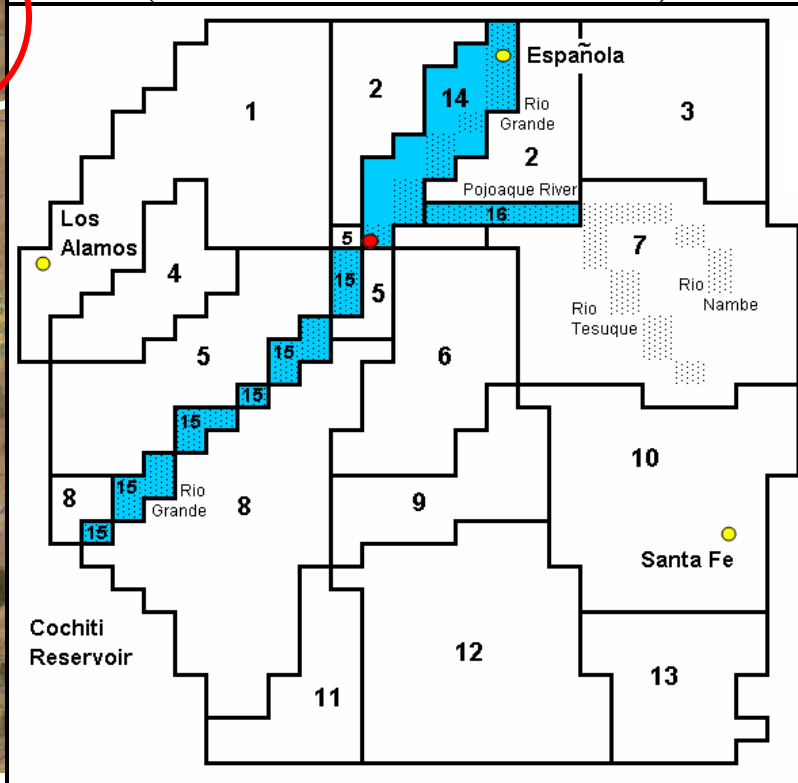 Española
2
14
1
3
Rio
Grande
2
Pojoaque River
16
Los
Alamos
5
7
4
15
5
Rio
Nambe
Rio
Tesuque
15
5
6
15
15
10
8
15
Rio
Grande
8
9
15
Santa Fe
Cochiti
Reservoir
12
13
11